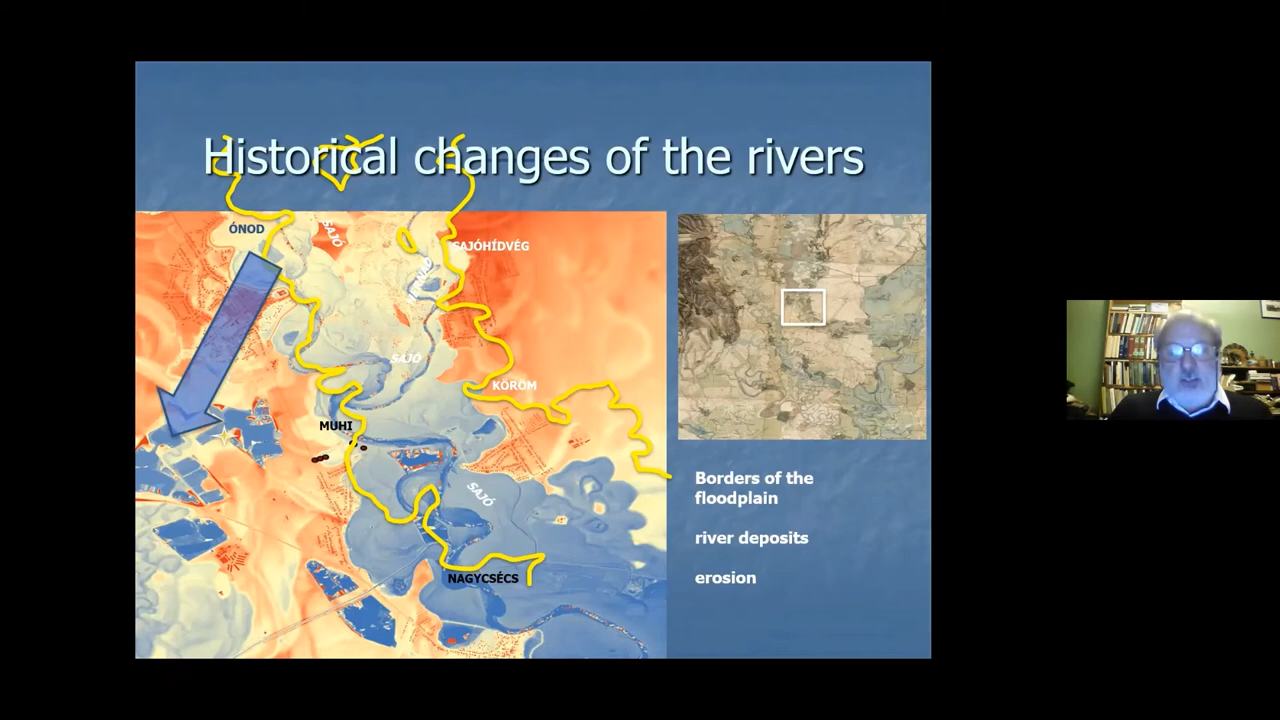 Historical changes of the rivers
ÓNOD
SAJÓ
SAJÓHÍDVÉG
SAJÓ
KÖRÖM
MUHI
SAJÓ
NAGYCSÉCS
Borders of the
floodplain
river deposits
erosion